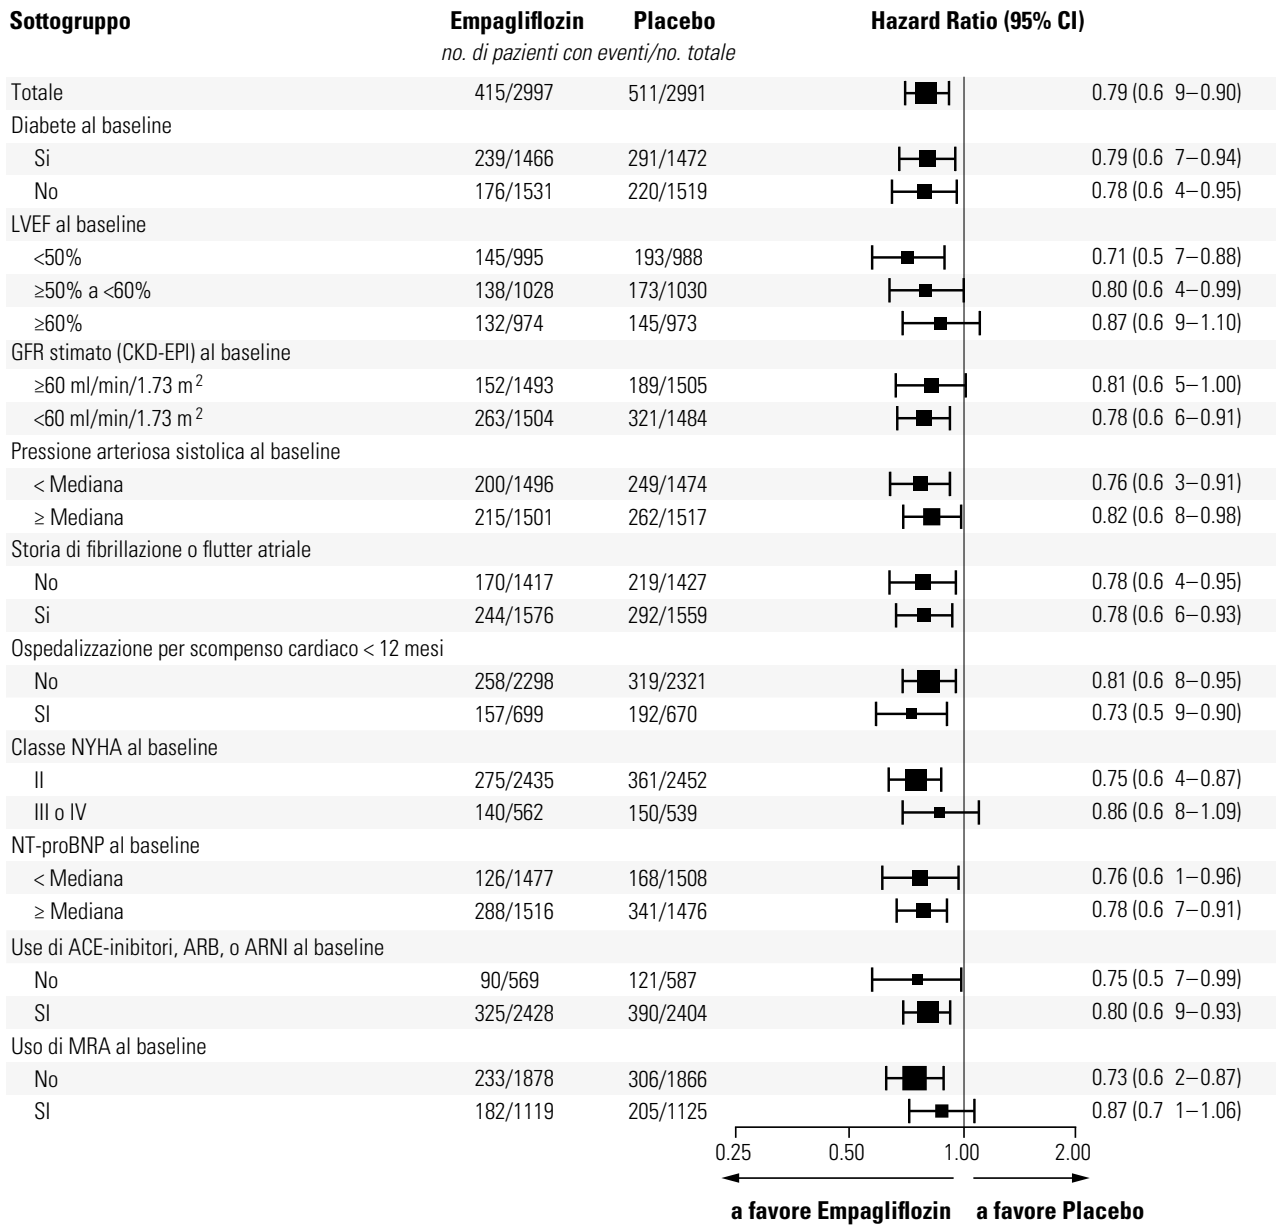 Sottogruppo Empagliflozin Placebo Hazard Ratio (95% CI)
no. di pazienti con eventi/no. totale
Totale 415/2997 511/2991 0.79 (0.6 9–0.90)
Diabete al baseline
Si 239/1466 291/1472 0.79 (0.6 7–0.94)
No 176/1531 220/1519 0.78 (0.6 4–0.95)
LVEF al baseline
<50% 145/995 193/988 0.71 (0.5 7–0.88)
≥50% a <60% 138/1028 173/1030 0.80 (0.6 4–0.99)
≥60% 132/974 145/973 0.87 (0.6 9–1.10)
GFR stimato (CKD-EPI) al baseline
≥60 ml/min/1.73 m² 152/1493 189/1505 0.81 (0.6 5–1.00)
<60 ml/min/1.73 m² 263/1504 321/1484 0.78 (0.6 6–0.91)
Pressione arteriosa sistolica al baseline
< Mediana 200/1496 249/1474 0.76 (0.6 3–0.91)
≥ Mediana 215/1501 262/1517 0.82 (0.6 8–0.98)
Storia di fibrillazione o flutter atriale
No 170/1417 219/1427 0.78 (0.6 4–0.95)
Si 244/1576 292/1559 0.78 (0.6 6–0.93)
Ospedalizzazione per scompenso cardiaco < 12 mesi
No 258/2298 319/2321 0.81 (0.6 8–0.95)
SI 157/699 192/670 0.73 (0.5 9–0.90)
Classe NYHA al baseline
II 275/2435 361/2452 0.75 (0.6 4–0.87)
III o IV 140/562 150/539 0.86 (0.6 8–1.09)
NT-proBNP al baseline
< Mediana 126/1477 168/1508 0.76 (0.6 1–0.96)
≥ Mediana 288/1516 341/1476 0.78 (0.6 7–0.91)
Use di ACE-inibitori, ARB, o ARNI al baseline
No 90/569 121/587 0.75 (0.5 7–0.99)
SI 325/2428 390/2404 0.80 (0.6 9–0.93)
Uso di MRA al baseline
No 233/1878 306/1866 0.73 (0.6 2–0.87)
SI 182/1119 205/1125 0.87 (0.7 1–1.06)
0.25 0.50 1.00 2.00
a favore Empagliflozin a favore Placebo